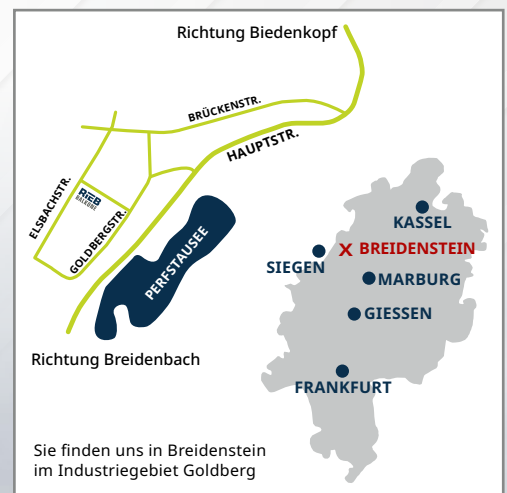 Richtung Biedenkopf
BRÜCKENSTR.
HAUPTSTR.
ELSBACHSTR.
RIEB
BALKONE
GOLDBERGSTR.
PERFSTAUSEE
Richtung Breidenbach
KASSEL
BREIDENSTEIN
SIEGEN
MARBURG
GIESSEN
FRANKFURT
Sie finden uns in Breidenstein
im Industriegebiet Goldberg